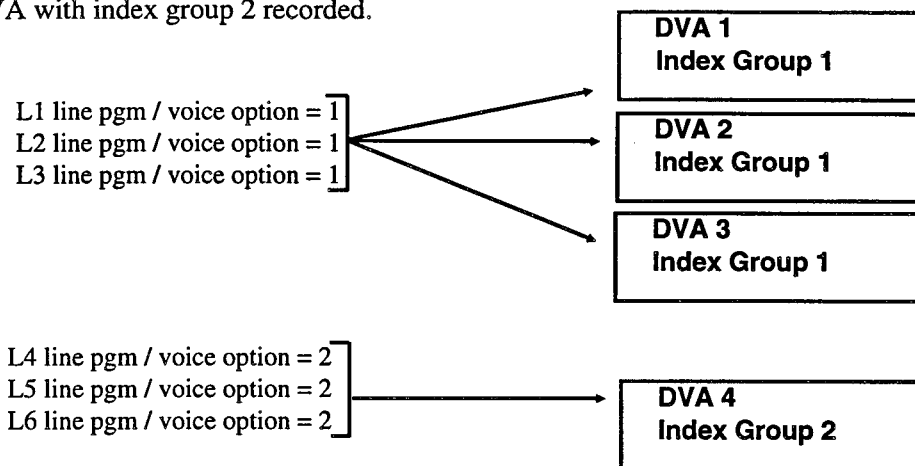 A with index group 2 recorded.
DVA 1
Index Group 1
L1 line pgm / voice option = 1
L2 line pgm / voice option = 1
L3 line pgm / voice option = 1
DVA 2
Index Group 1
DVA 3
Index Group 1
L4 line pgm / voice option = 2
L5 line pgm / voice option = 2
L6 line pgm / voice option = 2
DVA 4
Index Group 2